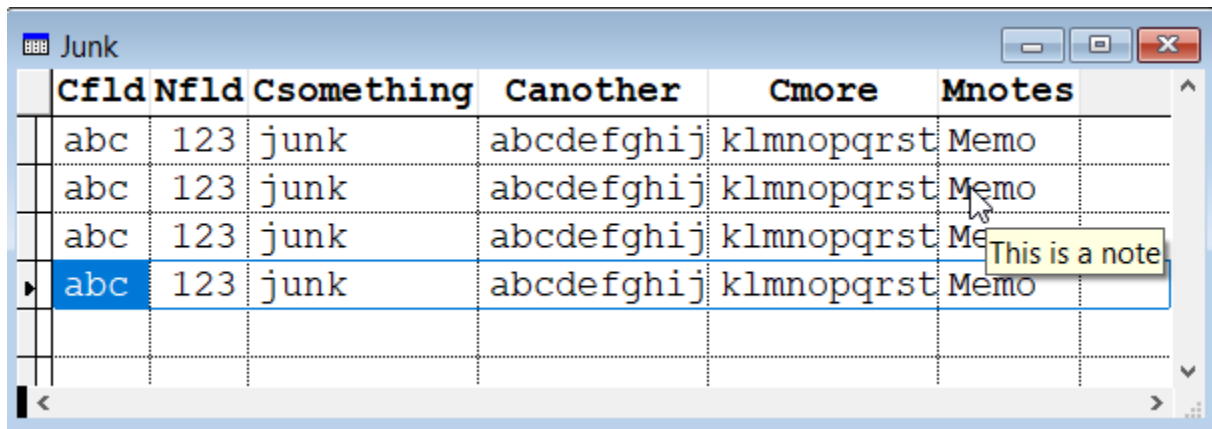 Junk
Cfld Nfld Csomething Canother Cmore Mnotes
abc 123 junk abcdefghij klmnopqrst Memo
abc 123 junk abcdefghij klmnopqrst Memo
abc 123 junk abcdefghij klmnopqrst Me
This is a note
abc 123 junk abcdefghij klmnopqrst Memo